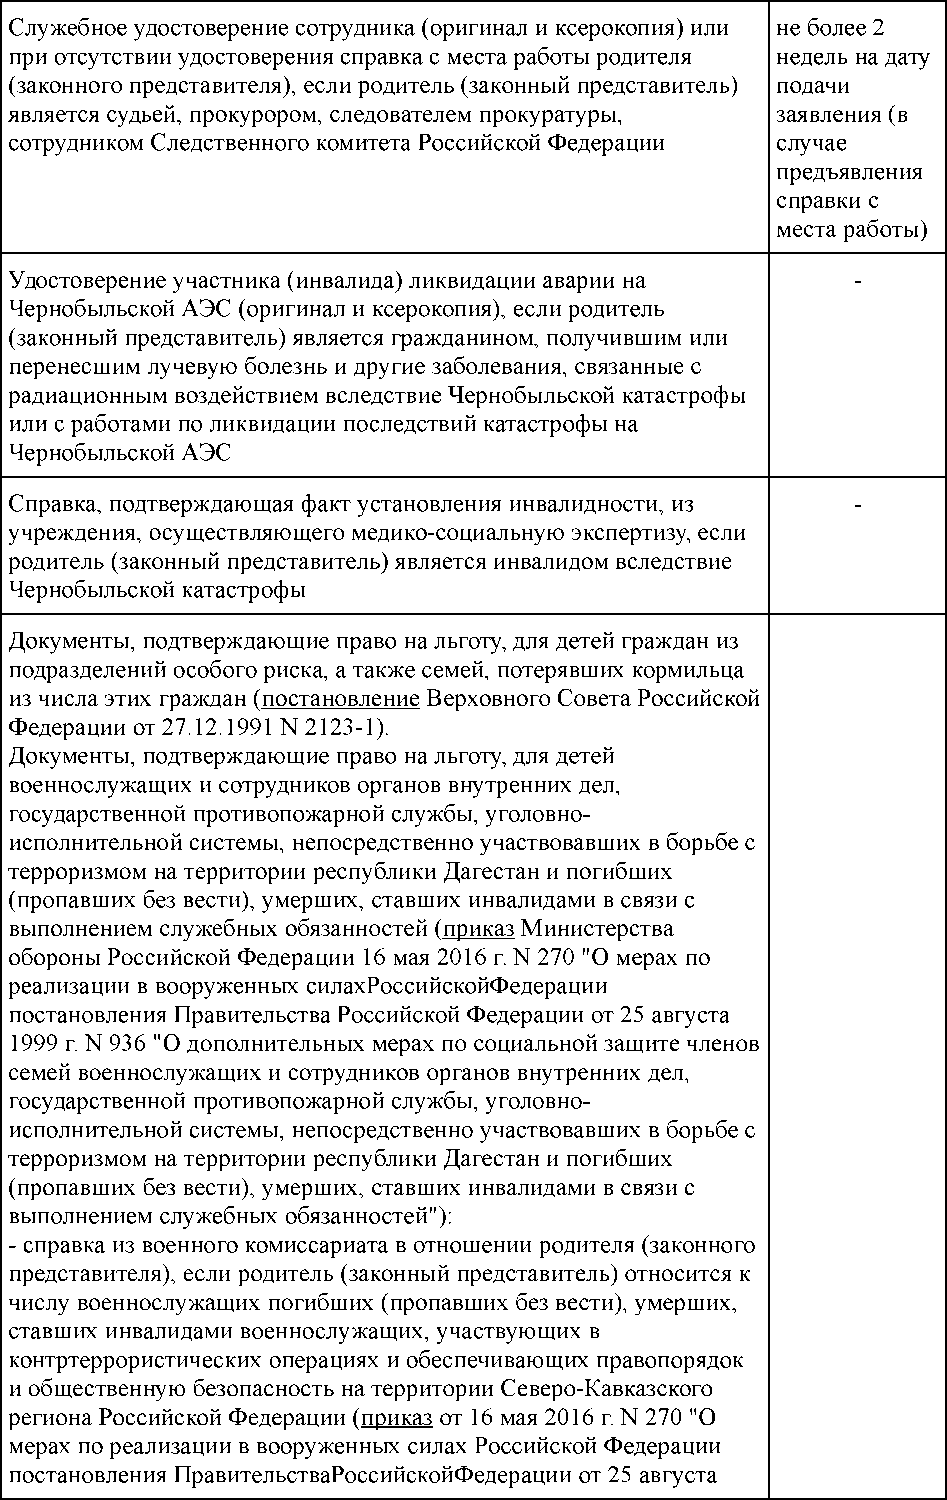 Служебное удостоверение сотрудника (оригинал и ксерокопия) или
при отсутствии удостоверения справка с места работы родителя
(законного представителя), если родитель (законный представитель)
является судьей, прокурором, следователем прокуратуры,
сотрудником Следственного комитета Российской Федерации
не более 2
недель на дату
подачи
заявления (в
случае
предъявления
справки с
места работы)
Удостоверение участника (инвалида) ликвидации аварии на
Чернобыльской АЭС (оригинал и ксерокопия), если родитель
(законный представитель) является гражданином, получившим или
перенесшим лучевую болезнь и другие заболевания, связанные с
радиационным воздействием вследствие Чернобыльской катастрофы
или с работами по ликвидации последствий катастрофы на
Чернобыльской АЭС
-
Справка, подтверждающая факт установления инвалидности, из
учреждения, осуществляющего медико-социальную экспертизу, если
родитель (законный представитель) является инвалидом вследствие
Чернобыльской катастрофы
-
Документы, подтверждающие право на льготу, для детей граждан из
подразделений особого риска, а также семей, потерявших кормильца
из числа этих граждан (постановление Верховного Совета Российской
Федерации от 27.12.1991 N 2123-1).
Документы, подтверждающие право на льготу, для детей
военнослужащих и сотрудников органов внутренних дел,
государственной противопожарной службы, уголовно-
исполнительной системы, непосредственно участвовавших в борьбе с
терроризмом на территории республики Дагестан и погибших
(пропавших без вести), умерших, ставших инвалидами в связи с
выполнением служебных обязанностей (приказ Министерства
обороны Российской Федерации 16 мая 2016 г. N 270 "О мерах по
реализации в вооруженных силахРоссийскойФедерации
постановления Правительства Российской Федерации от 25 августа
1999 г. N 936 "О дополнительных мерах по социальной защите членов
семей военнослужащих и сотрудников органов внутренних дел,
государственной противопожарной службы, уголовно-
исполнительной системы, непосредственно участвовавших в борьбе с
терроризмом на территории республики Дагестан и погибших
(пропавших без вести), умерших, ставших инвалидами в связи с
выполнением служебных обязанностей"):
- справка из военного комиссариата в отношении родителя (законного
представителя), если родитель (законный представитель) относится к
числу военнослужащих погибших (пропавших без вести), умерших,
ставших инвалидами военнослужащих, участвующих в
контртеррористических операциях и обеспечивающих правопорядок
и общественную безопасность на территории Северо-Кавказского
региона Российской Федерации (приказ от 16 мая 2016 г. N 270 "О
мерах по реализации в вооруженных силах Российской Федерации
постановления ПравительстваРоссийскойФедерации от 25 августа